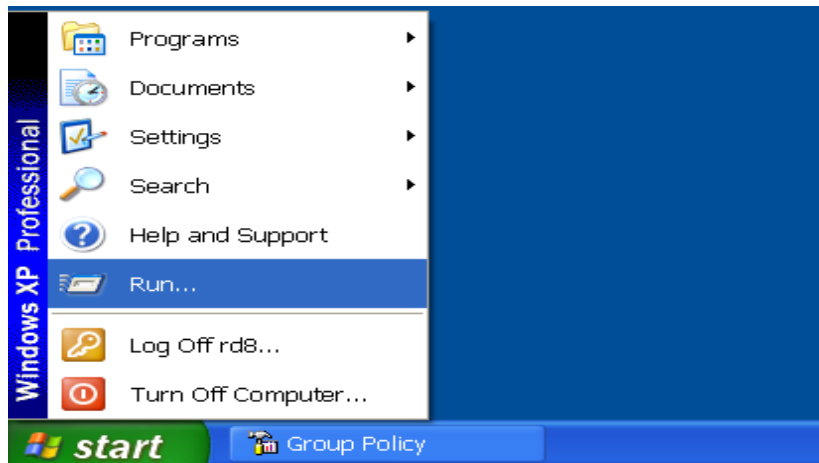 Windows XP Professional
Programs
Documents
Settings
Search
Help and Support
Run...
Log Off rd8...
Turn Off Computer...
start
Group Policy